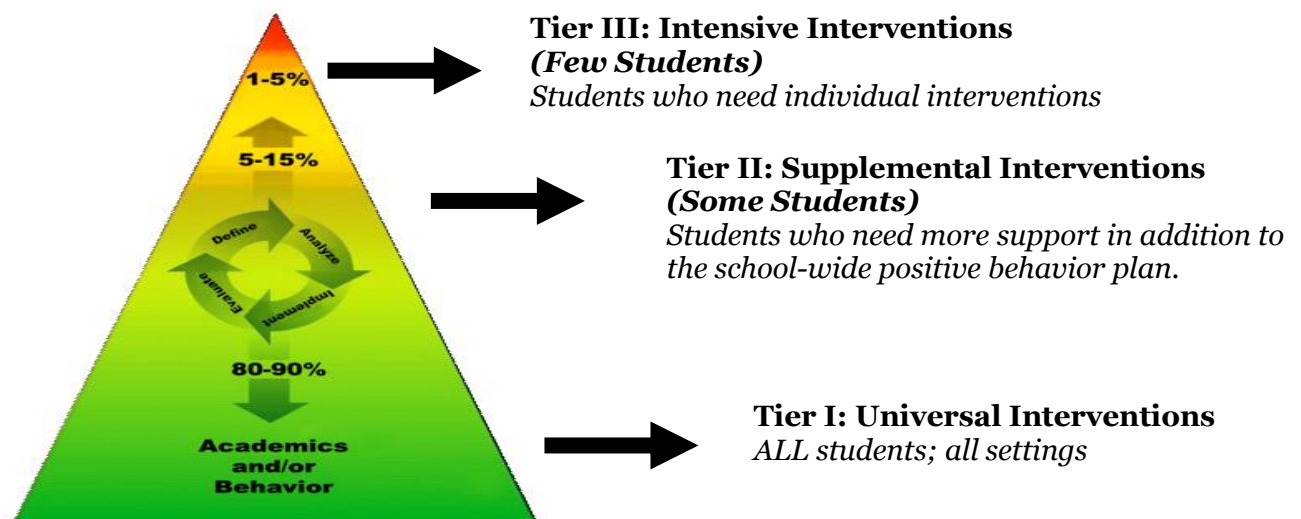 Tier III: Intensive Interventions
(Few Students)
Students who need individual interventions
1-5%
5-15%
Tier II: Supplemental Interventions
(Some Students)
Students who need more support in addition to
the school-wide positive behavior plan.
Define
Analyze
Implement
Evaluate
80-90%
Tier I: Universal Interventions
ALL students; all settings
Academics
and/or
Behavior